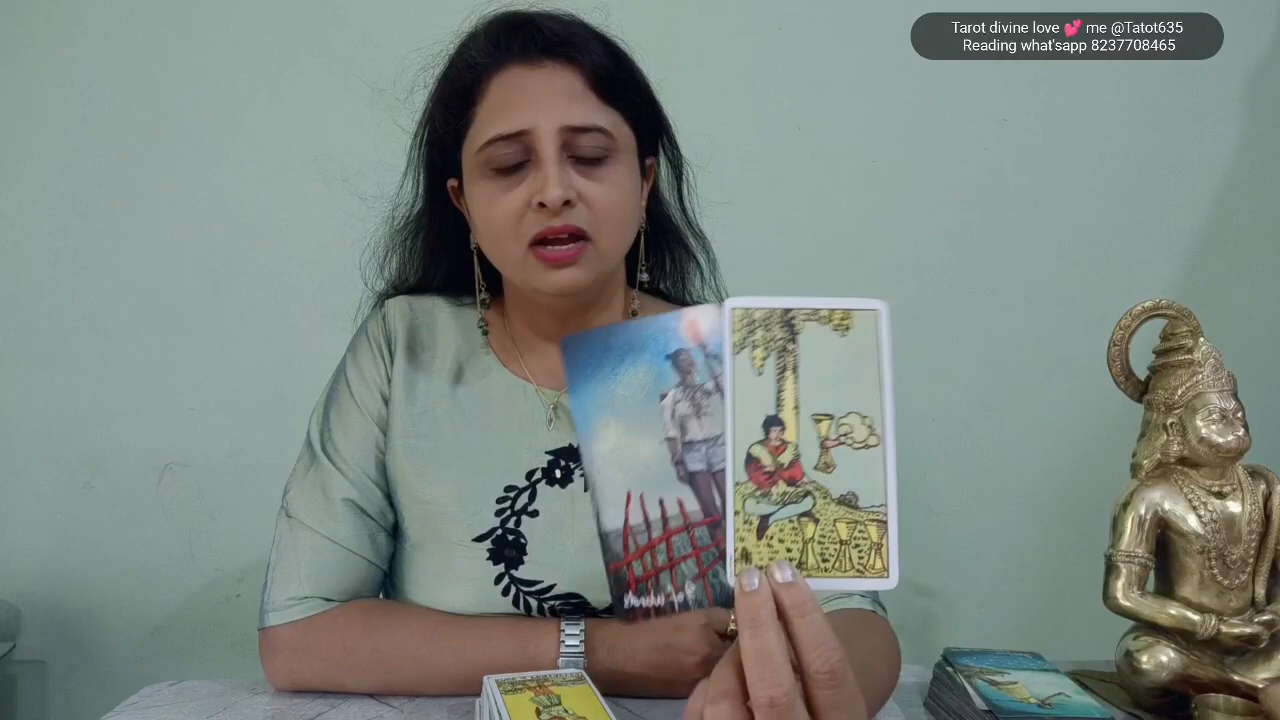 Tarot divine love 💕 me @Tatot635
Reading what'sapp 8237708465